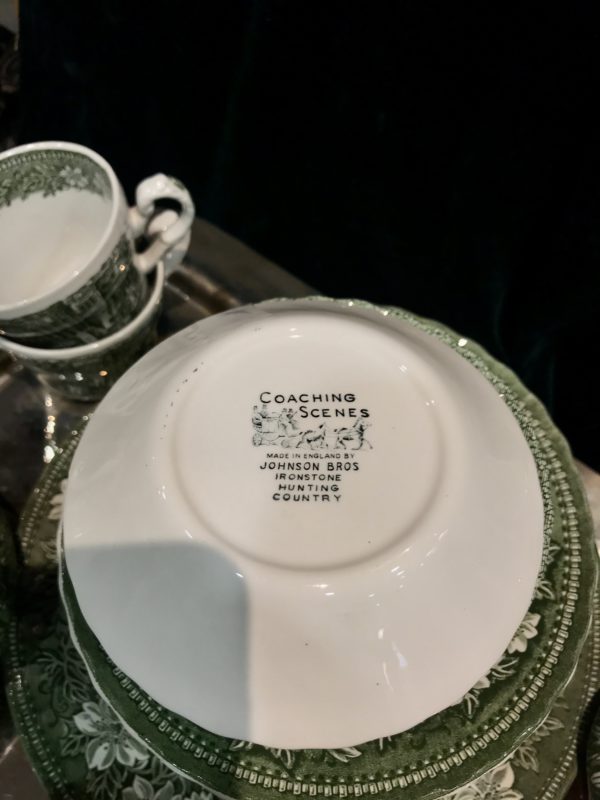 COACHING
SCENES
MADE IN ENGLAND BY
JOHNSON BROS
IRONSTONE
HUNTING
COUNTRY